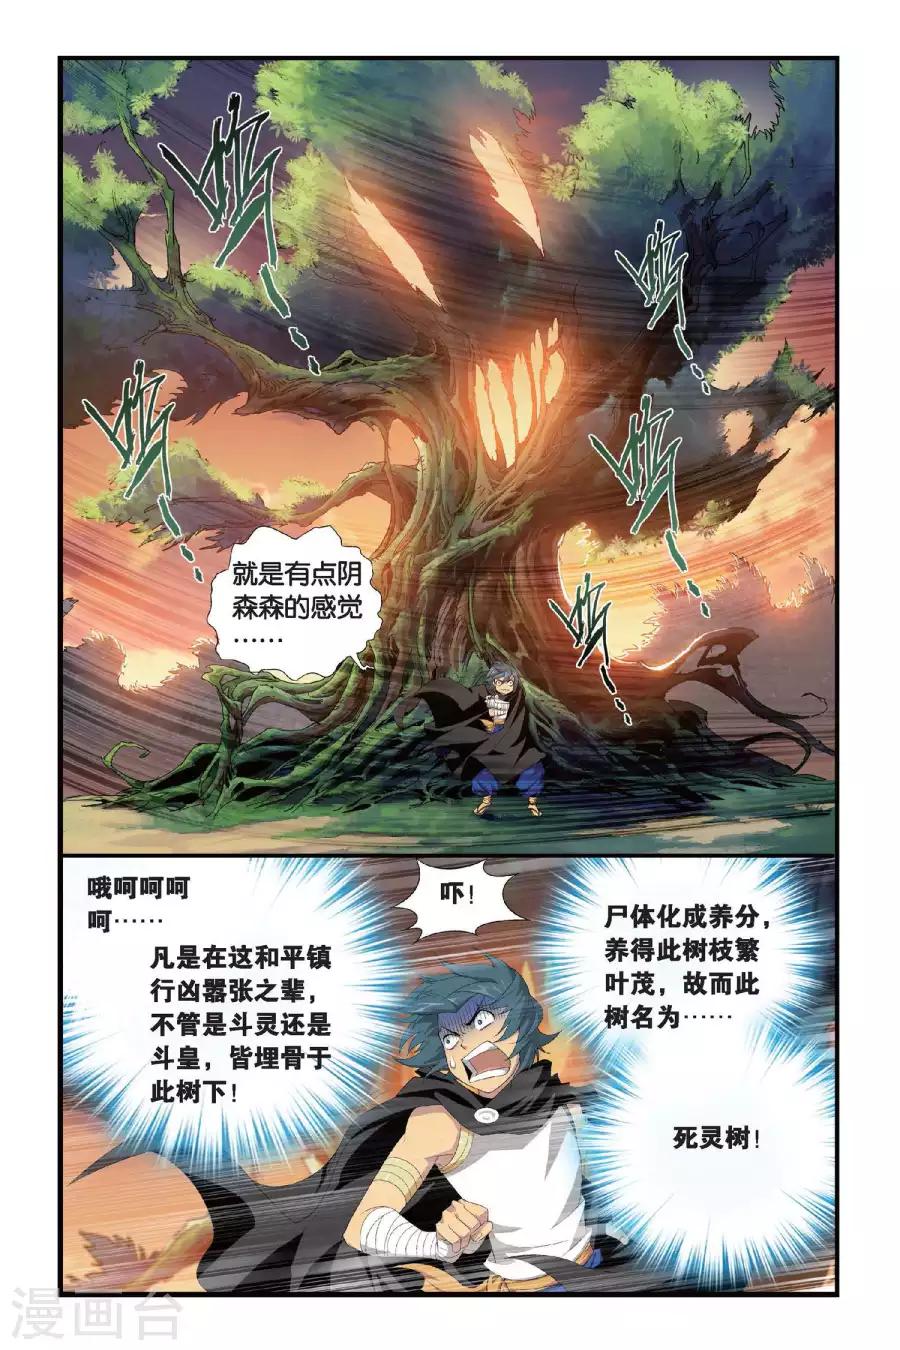 就是有点阴
森森的感觉
……
哦呵呵呵
呵……
凡是在这和平镇
行凶嚣张之辈，
不管是斗灵还是
斗皇，皆埋骨于
此树下！
吓！
尸体化成养分，
养得此树枝繁
叶茂，故而此
树名为……
死灵树！
漫画台